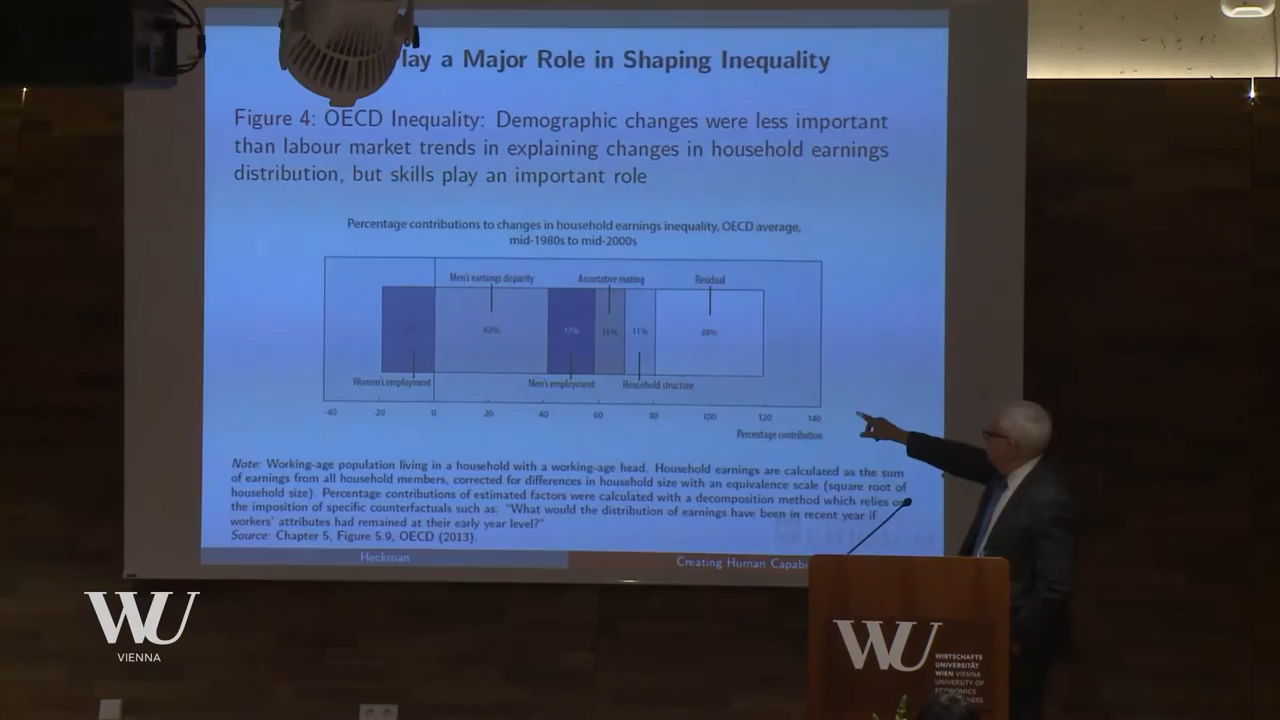 lay a Major Role in Shaping Inequality
Figure 4: OECD Inequality: Demographic changes were less important
than labour market trends in explaining changes in household earnings
distribution, but skills play an important role
Percentage contributions to changes in household earnings inequality, OECD average,
mid-1980s to mid-2000s
Men's earnings disparity Assortative mating Residual
42% 17% 11% 11% 39%
Women's employment Men's employment Household structure
-40 -20 0 20 40 60 80 100 120 140
Percentage contribution
Note: Working-age population living in a household with a working-age head. Household earnings are calculated as the sum
of earnings from all household members, corrected for differences in household size with an equivalence scale (square root of
household size). Percentage contributions of estimated factors were calculated with a decomposition method which relies on
the imposition of specific counterfactuals such as: "What would the distribution of earnings have been in recent year if
workers' attributes had remained at their early year level?"
Source: Chapter 5, Figure 5.9, OECD (2013).
Heckman Creating Human Capabi
WU
VIENNA
WU
WIRTSCHAFTS
UNIVERSITÄT
WIEN VIENNA
UNIVERSITY OF
ECONOMICS
NESS